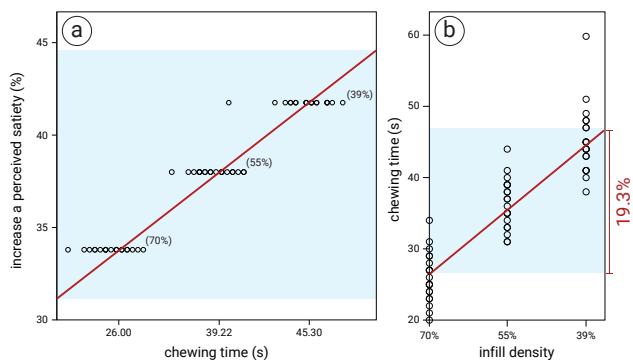 a
increase a perceived satiety (%)
45
40
35
30
(39%)
(55%)
(70%)
26.00 39.22 45.30
chewing time (s)
b
chewing time (s)
60
50
40
30
20
70% 55% 39%
infill density
19.3%